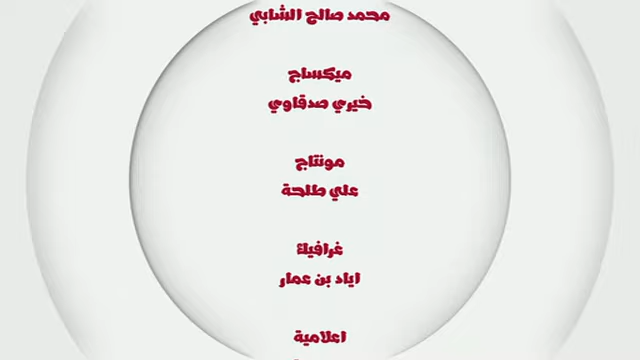 محمد صالح الشابي
ميكساج
خيري صدقاوي
مونتاج
علي طلحة
غرافيك
اياد بن عمار
اعلامية